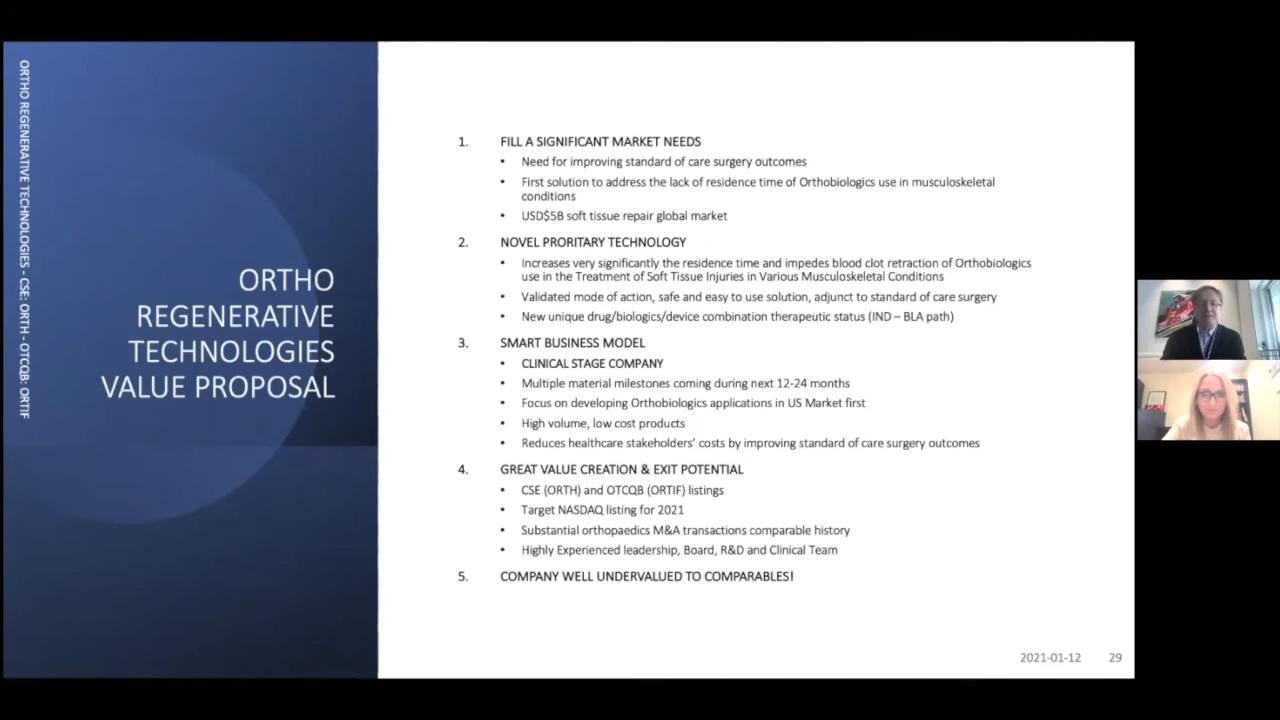 ORTHO REGENERATIVE TECHNOLOGIES - CSE: ORTH - OTCQB: ORTIF
ORTHO
REGENERATIVE
TECHNOLOGIES
VALUE PROPOSAL
1. FILL A SIGNIFICANT MARKET NEEDS
• Need for improving standard of care surgery outcomes
• First solution to address the lack of residence time of Orthobiologics use in musculoskeletal
conditions
• USD$5B soft tissue repair global market
2. NOVEL PRORITARY TECHNOLOGY
• Increases very significantly the residence time and impedes blood clot retraction of Orthobiologics
use in the Treatment of Soft Tissue Injuries in Various Musculoskeletal Conditions
• Validated mode of action, safe and easy to use solution, adjunct to standard of care surgery
• New unique drug/biologics/device combination therapeutic status (IND – BLA path)
3. SMART BUSINESS MODEL
• CLINICAL STAGE COMPANY
• Multiple material milestones coming during next 12-24 months
• Focus on developing Orthobiologics applications in US Market first
• High volume, low cost products
• Reduces healthcare stakeholders’ costs by improving standard of care surgery outcomes
4. GREAT VALUE CREATION & EXIT POTENTIAL
• CSE (ORTH) and OTCQB (ORTIF) listings
• Target NASDAQ listing for 2021
• Substantial orthopaedics M&A transactions comparable history
• Highly Experienced leadership, Board, R&D and Clinical Team
5. COMPANY WELL UNDERVALUED TO COMPARABLES!
2021-01-12 29